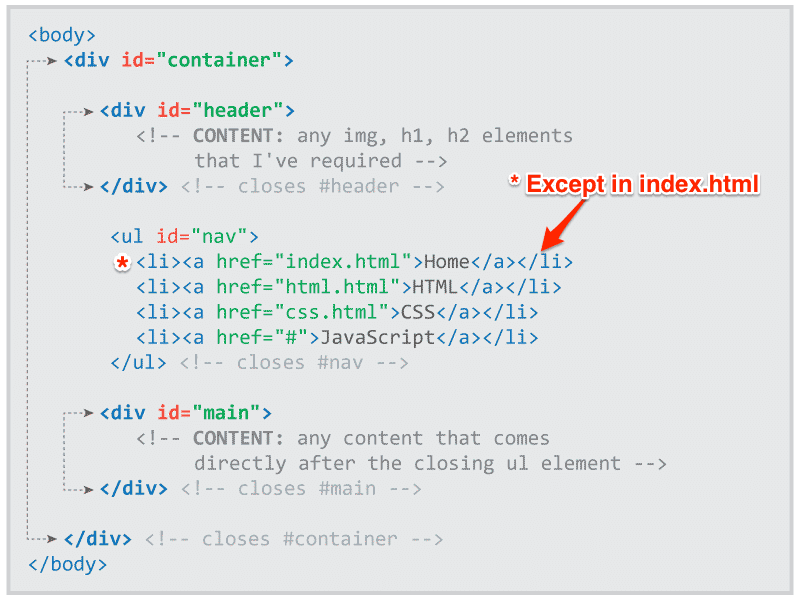 <body>
<div id="container">
<div id="header">
<!-- CONTENT: any img, h1, h2 elements
that I've required -->
</div> <!-- closes #header -->
* Except in index.html
<ul id="nav">
* <li><a href="index.html">Home</a></li>
<li><a href="html.html">HTML</a></li>
<li><a href="css.html">CSS</a></li>
<li><a href="#">JavaScript</a></li>
</ul> <!-- closes #nav -->
<div id="main">
<!-- CONTENT: any content that comes
directly after the closing ul element -->
</div> <!-- closes #main -->
</div> <!-- closes #container -->
</body>